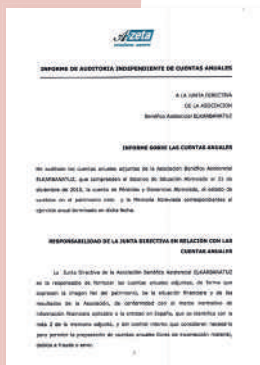 A-zeta
INFORME DE AUDITORIA INDEPENDIENTE DE CUENTAS ANUALES
A LA JUNTA DIRECTIVA
DE LA ASOCIACION
Benéfico Asistencial ELKARBANATUZ
INFORME SOBRE LAS CUENTAS ANUALES
Hemos auditado las cuentas anuales adjuntas de la Asociación Benéfico Asistencial
ELKARBANATUZ, que comprenden el Balance de Situación Abreviado al 31 de
diciembre de 2015, la cuenta de Pérdidas y Ganancias Abreviada, el estado de
cambios en el patrimonio neto y la Memoria Abreviada correspondientes al
ejercicio anual terminado en dicha fecha.
RESPONSABILIDAD DE LA JUNTA DIRECTIVA EN RELACIÓN CON LAS
CUENTAS ANUALES
La Junta Directiva de la Asociación Benéfico Asistencial ELKARBANATUZ
es la responsable de formular las cuentas anuales adjuntas, de forma que
expresen la imagen fiel del patrimonio, de la situación financiera y de los
resultados de la Asociación, de conformidad con el marco normativo de
información financiera aplicable a la entidad en España, que se identifica con la
nota 2 de la memoria adjunta, y del control interno que consideren necesario
para permitir la preparación de cuentas anuales libres de incorrección material,
debida a fraude o error.